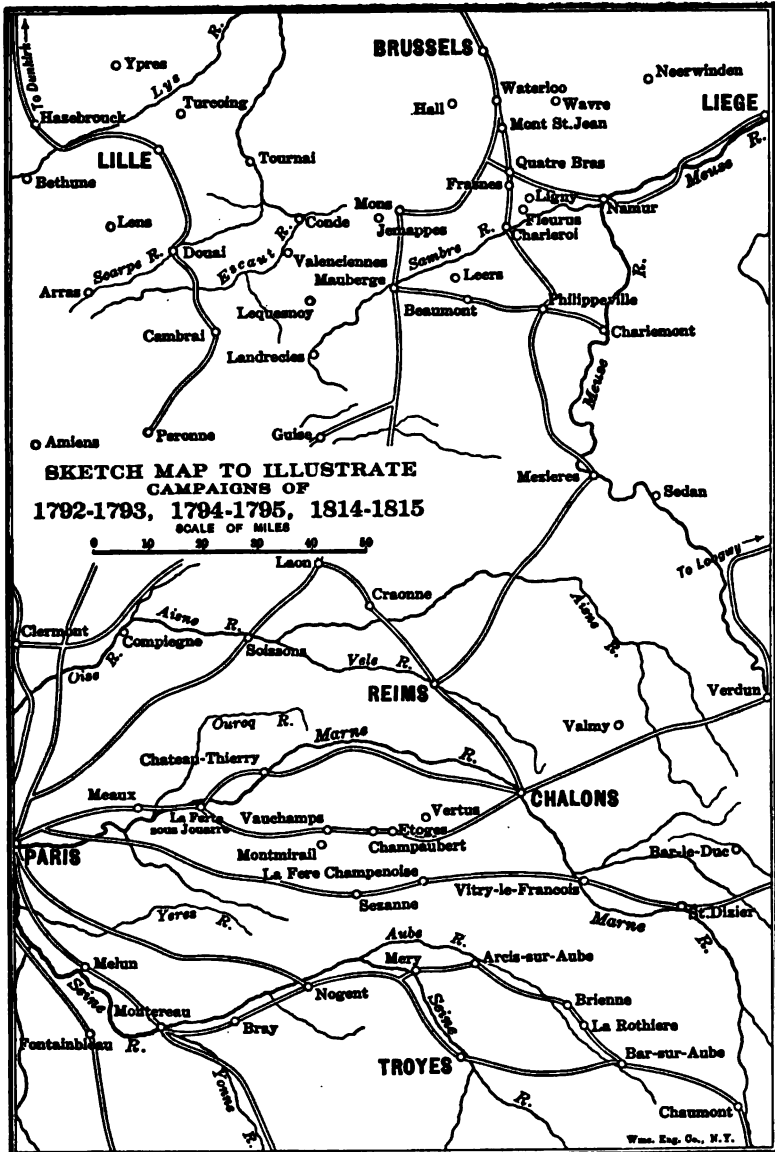 To Dunkirk
Ypres
Lys
R.
BRUSSELS
Neerwinden
Hazebrouck
Turcoing
Hall
Waterloo
Wavre
LIEGE
Mont St.Jean
LILLE
Tournai
Quatre Bras
Meuse
R.
Bethune
Frasnes
Ligny
Namur
Lens
Conde
Mons
Jemappes
Fleurus
Charleroi
Scarpe R.
Douai
Escaut R.
Valenciennes
Sambre R.
R.
Arras
Mauberge
Leers
Lequesnoy
Beaumont
Philippeville
Cambrai
Charlemont
Landrecies
Meuse
Amiens
Peronne
Guise
SKETCH MAP TO ILLUSTRATE
CAMPAIGNS OF
1792-1793, 1794-1795, 1814-1815
SCALE OF MILES
0 10 20 40 50
Mezieres
Sedan
Laon
To Longwy
Craonne
Clermont
Aisne R.
Aisne R.
Compiegne
Soissons
Oise R.
Vele R.
REIMS
Verdun
Ourcq R.
Marne R.
Valmy
Chateau-Thierry
Meaux
La Ferte
sous Jouarre
Vauchamps
Vertus
CHALONS
Etoges
Montmirail
Champaubert
PARIS
Bar-le-Duc
La Fere Champenoise
Vitry-le-Francois
Sezanne
St.Dizier
Marne
R.
Yeres R.
Aube R.
Melun
Mery
Arcis-sur-Aube
Seine
R.
Nogent
Brienne
Montereau
Bray
Seine
La Rothiere
Fontainbleau
TROYES
Bar-sur-Aube
Yonne
R.
R.
Chaumont
Wms. Eng. Co., N.Y.